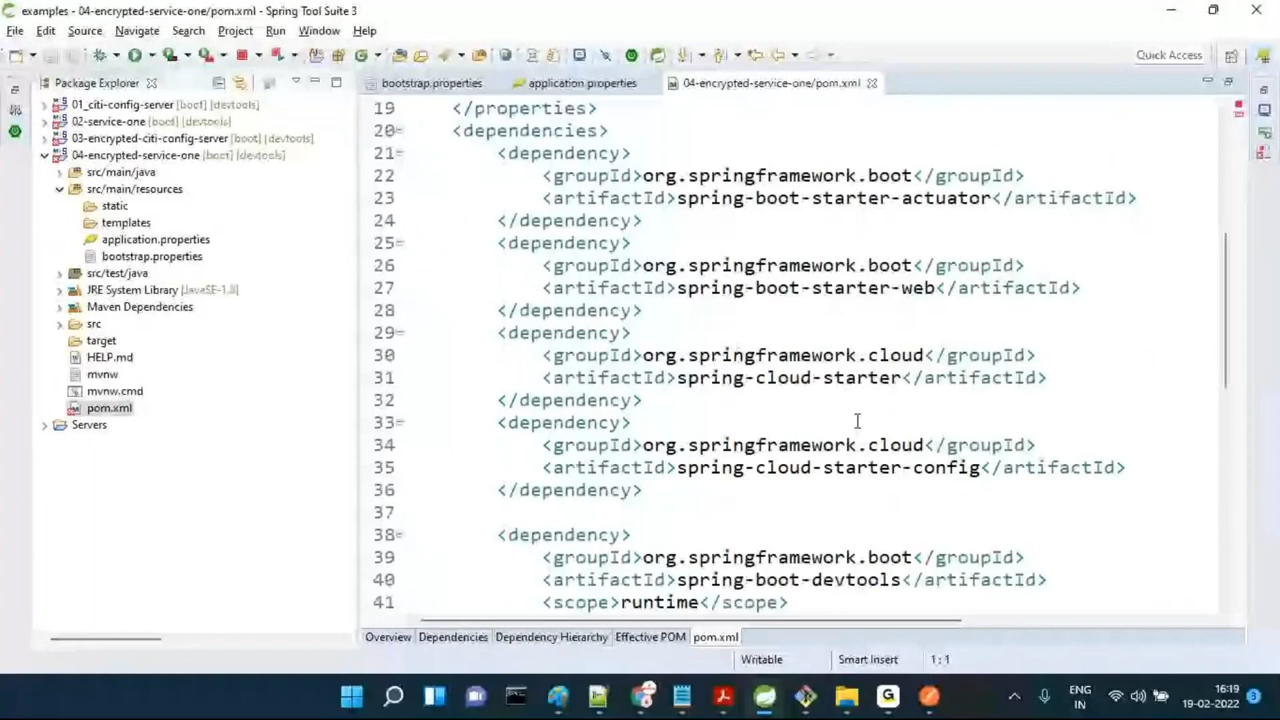 examples - 04-encrypted-service-one/pom.xml - Spring Tool Suite 3
File Edit Source Navigate Search Project Run Window Help
Quick Access
Package Explorer
bootstrap.properties
application.properties
04-encrypted-service-one/pom.xml
01_citi-config-server [boot] [devtools]
02-service-one [boot] [devtools]
03-encrypted-citi-config-server [boot] [devtools]
04-encrypted-service-one [boot] [devtools]
src/main/java
src/main/resources
static
templates
application.properties
bootstrap.properties
src/test/java
JRE System Library [JavaSE-1.8]
Maven Dependencies
src
target
HELP.md
mvnw
mvnw.cmd
pom.xml
Servers
19 </properties>
20 <dependencies>
21 <dependency>
22 <groupId>org.springframework.boot</groupId>
23 <artifactId>spring-boot-starter-actuator</artifactId>
24 </dependency>
25 <dependency>
26 <groupId>org.springframework.boot</groupId>
27 <artifactId>spring-boot-starter-web</artifactId>
28 </dependency>
29 <dependency>
30 <groupId>org.springframework.cloud</groupId>
31 <artifactId>spring-cloud-starter</artifactId>
32 </dependency>
33 <dependency>
34 <groupId>org.springframework.cloud</groupId>
35 <artifactId>spring-cloud-starter-config</artifactId>
36 </dependency>
37
38 <dependency>
39 <groupId>org.springframework.boot</groupId>
40 <artifactId>spring-boot-devtools</artifactId>
41 <scope>runtime</scope>
Overview Dependencies Dependency Hierarchy Effective POM pom.xml
Writable Smart Insert 1 : 1
ENG
IN
16:19
19-02-2022
3